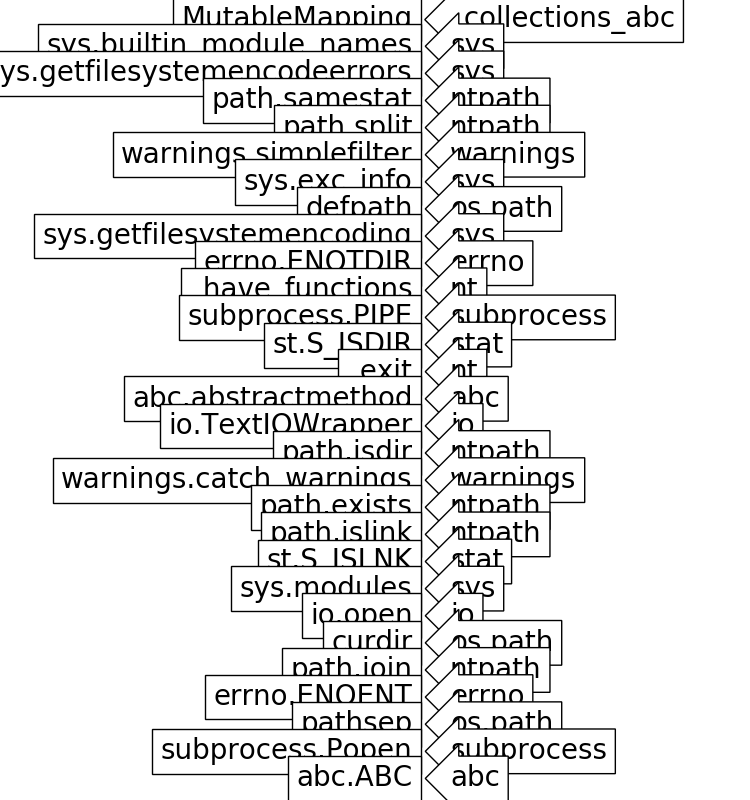 MutableMapping collections_abc
sys.builtin_module_names sys
ys.getfilesystemencodeerrors sys
path.samestat ntpath
path.split ntpath
warnings.simplefilter warnings
sys.exc_info sys
defpath os.path
sys.getfilesystemencoding sys
errno.ENOTDIR errno
have_functions nt
subprocess.PIPE subprocess
st.S_ISDIR stat
exit nt
abc.abstractmethod abc
io.TextIOWrapper io
path.isdir ntpath
warnings.catch_warnings warnings
path.exists ntpath
path.islink ntpath
st.S_ISLNK stat
sys.modules sys
io.open io
curdir os.path
path.join ntpath
errno.ENOENT errno
pathsep os.path
subprocess.Popen subprocess
abc.ABC abc